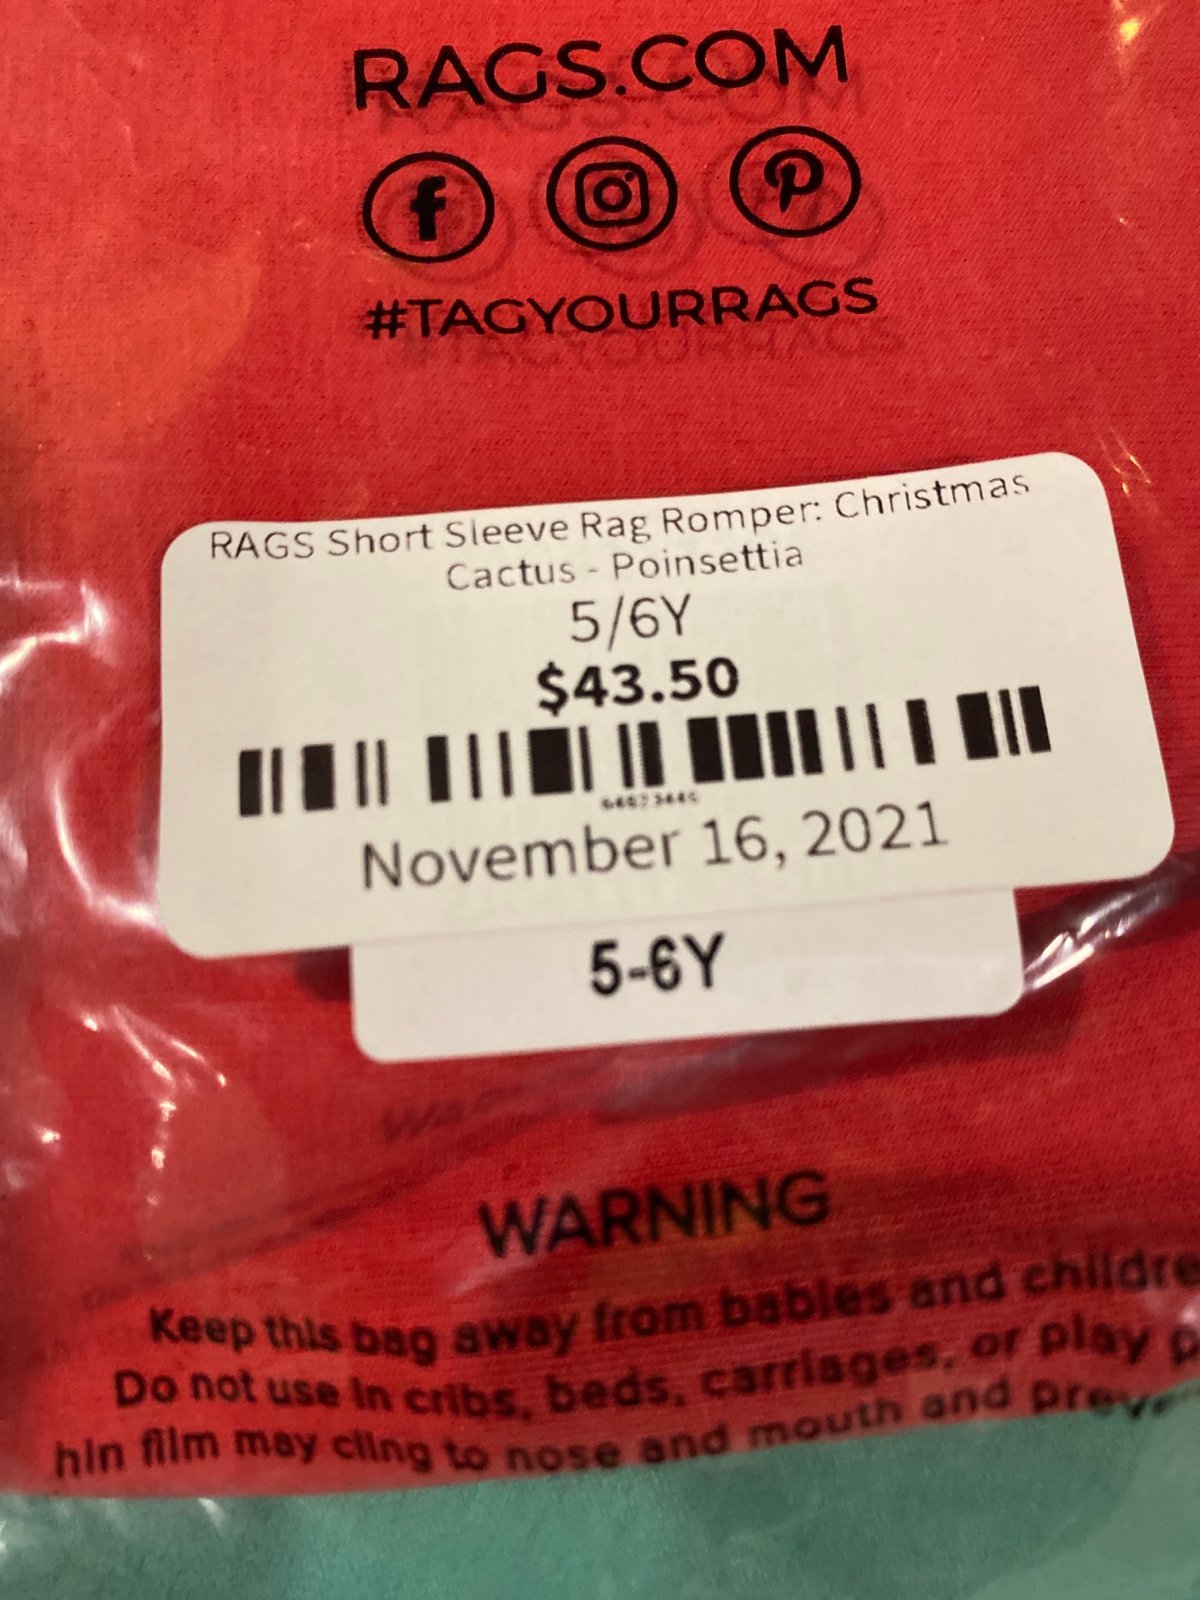 RAGS.COM
#TAGYOURRAGS
RAGS Short Sleeve Rag Romper: Christmas
Cactus - Poinsettia
5/6Y
$43.50
November 16, 2021
5-6Y
WARNING
Keep this bag away from babies and childre
Do not use in cribs, beds, carriages, or play p
hin film may cling to nose and mouth and prev